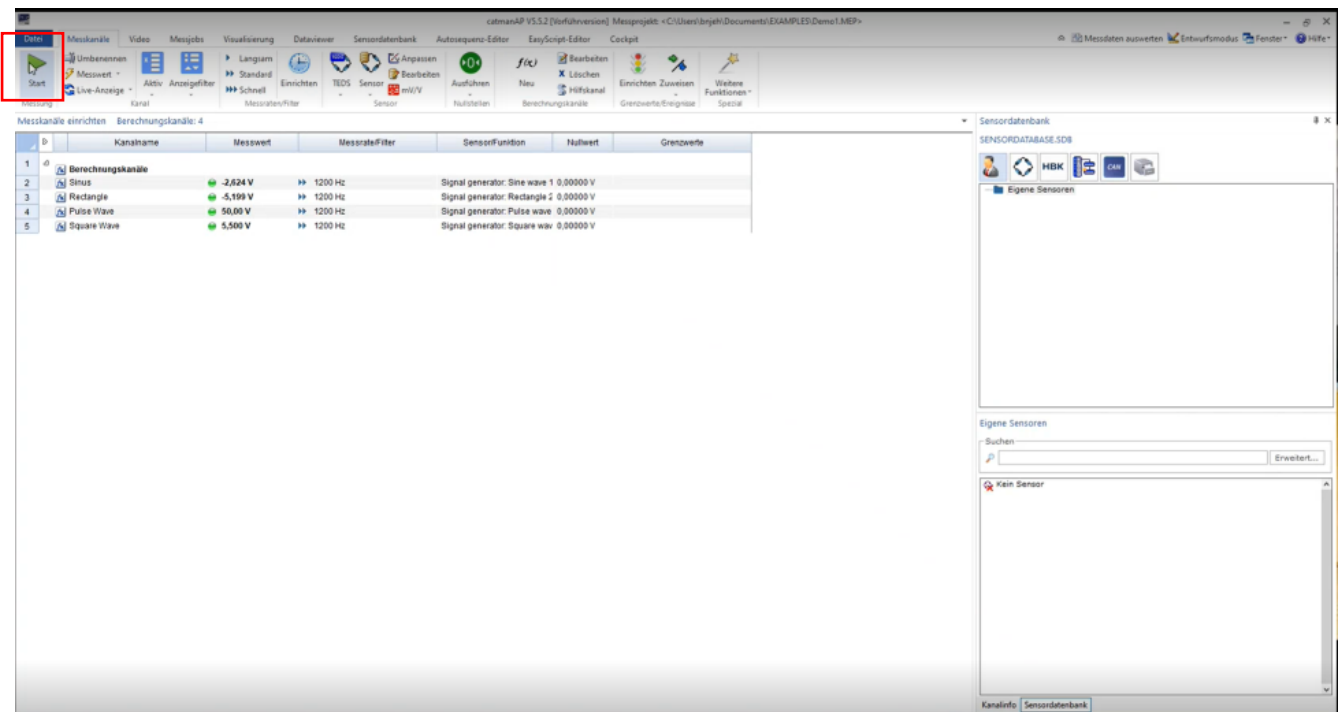 catmanAP V5.5.2 [Vorführversion] Messprojekt: <C:\Users\bnjeh\Documents\EXAMPLES\Demo1.MEP>
Datei Messkanäle Video Messjobs Visualisierung Dataviewer Sensordatenbank Autosequenz-Editor EasyScript-Editor Cockpit Messdaten auswerten Entwurfsmodus Fenster Hilfe
Umbenennen Langsam Anpassen Bearbeiten
Messwert Standard Bearbeiten Löschen
Start Aktiv Anzeigefilter Einrichten TEDS Sensor Ausführen f(x) Neu Einrichten Zuweisen Weitere Funktionen
Live-Anzeige Schnell mV/V Hilfskanal
Messung Kanal Messraten/Filter Sensor Nullstellen Berechnungskanäle Grenzwerte/Ereignisse Spezial
Messkanäle einrichten Berechnungskanäle: 4
Kanalname Messwert Messrate/Filter Sensor/Funktion Nullwert Grenzwerte
1 fx Berechnungskanäle
2 fx Sinus -2,624 V 1200 Hz Signal generator: Sine wave 1 0,00000 V
3 fx Rectangle -5,199 V 1200 Hz Signal generator: Rectangle 2 0,00000 V
4 fx Pulse Wave 50,00 V 1200 Hz Signal generator: Pulse wave 0,00000 V
5 fx Square Wave 5,500 V 1200 Hz Signal generator: Square wav 0,00000 V
Sensordatenbank
SENSORDATABASE.SDB
HBK CAN
Eigene Sensoren
Eigene Sensoren
Suchen
Erweitert...
Kein Sensor
Kanalinfo Sensordatenbank